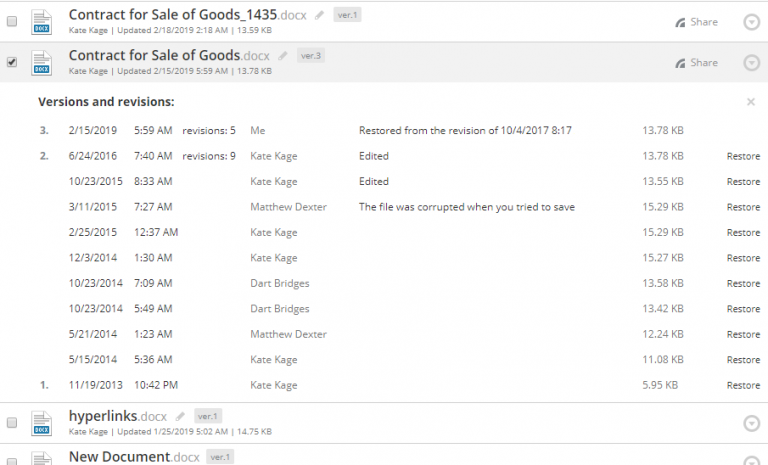 Contract for Sale of Goods_1435.docx ver.1
DOCX Kate Kage | Updated 2/18/2019 2:18 AM | 13.59 KB Share
Contract for Sale of Goods.docx ver.3
DOCX Kate Kage | Updated 2/15/2019 5:59 AM | 13.78 KB Share
Versions and revisions:
3. 2/15/2019 5:59 AM revisions: 5 Me Restored from the revision of 10/4/2017 8:17 13.78 KB
2. 6/24/2016 7:40 AM revisions: 9 Kate Kage Edited 13.78 KB Restore
10/23/2015 8:33 AM Kate Kage Edited 13.55 KB Restore
3/11/2015 7:27 AM Matthew Dexter The file was corrupted when you tried to save 15.29 KB Restore
2/25/2015 12:37 AM Kate Kage 15.29 KB Restore
12/3/2014 1:30 AM Kate Kage 15.27 KB Restore
10/23/2014 7:09 AM Dart Bridges 13.58 KB Restore
10/23/2014 5:49 AM Dart Bridges 13.42 KB Restore
5/21/2014 1:23 AM Matthew Dexter 12.24 KB Restore
5/15/2014 5:36 AM Kate Kage 11.08 KB Restore
1. 11/19/2013 10:42 PM Kate Kage 5.95 KB Restore
hyperlinks.docx ver.1
DOCX Kate Kage | Updated 1/25/2019 5:02 AM | 14.75 KB
New Document.docx ver.1